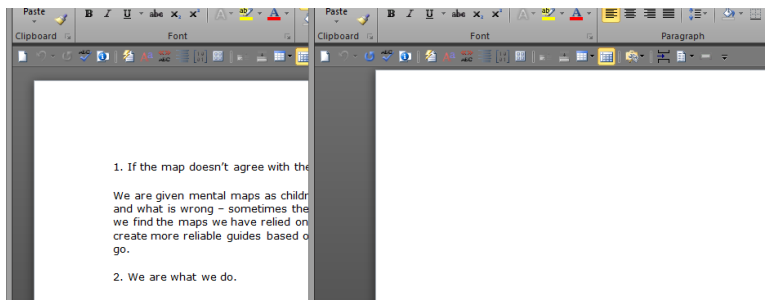 Paste B I U abe x₂ x² A ab A
Clipboard Font
1. If the map doesn't agree with the
We are given mental maps as childr
and what is wrong – sometimes the
we find the maps we have relied on
create more reliable guides based o
go.
2. We are what we do.
Paste B I U abe x₂ x² A ab A
Clipboard Font Paragraph